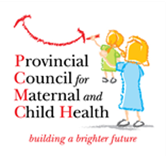 Provincial
Council for
Maternal and
Child Health
building a brighter future